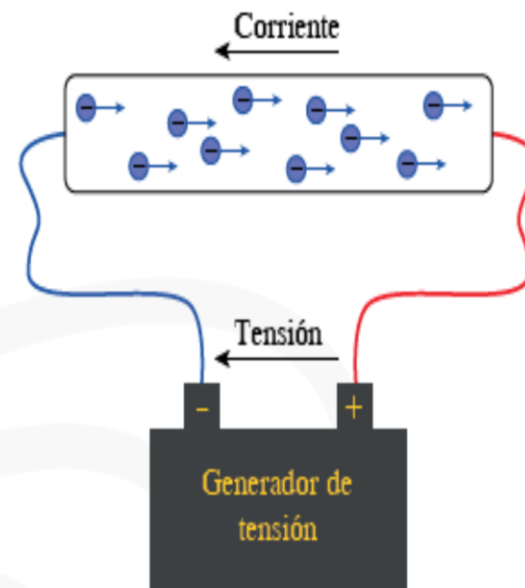 Corriente
Tensión
-
+
Generador de
tensión